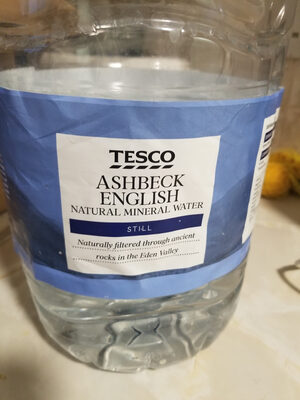 TESCO
ASHBECK
ENGLISH
NATURAL MINERAL WATER
STILL
Naturally filtered through ancient
rocks in the Eden Valley